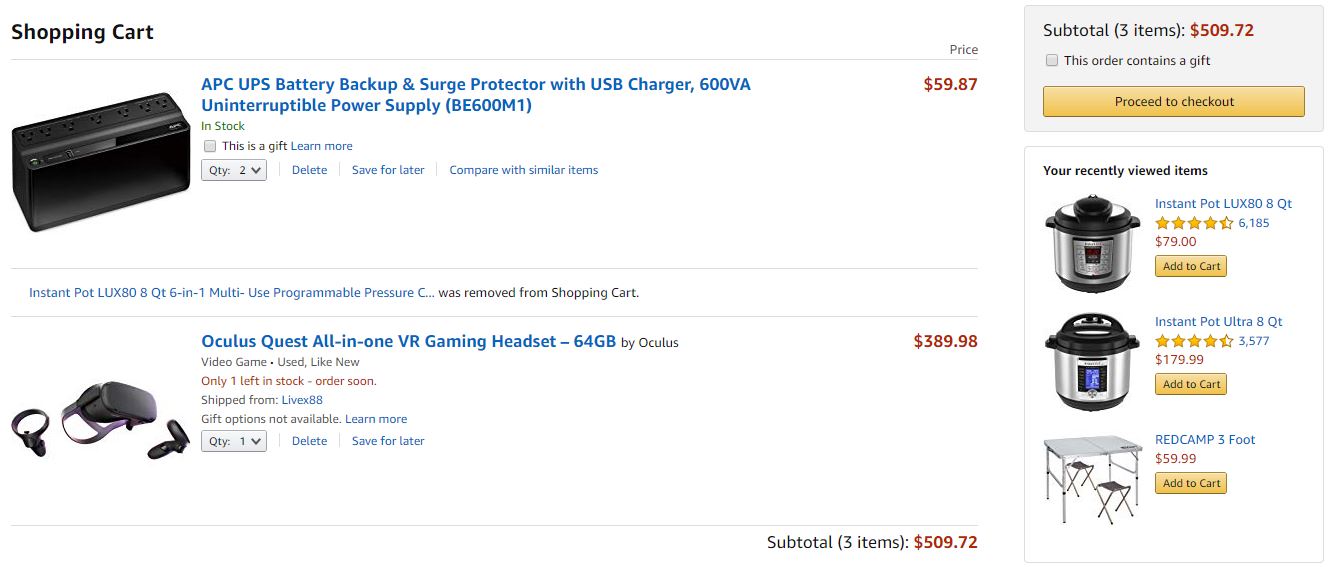 Shopping Cart
Price
APC UPS Battery Backup & Surge Protector with USB Charger, 600VA
Uninterruptible Power Supply (BE600M1)
$59.87
In Stock
This is a gift Learn more
Qty: 2
Delete
Save for later
Compare with similar items
APC
Instant Pot LUX80 8 Qt 6-in-1 Multi- Use Programmable Pressure C... was removed from Shopping Cart.
Oculus Quest All-in-one VR Gaming Headset – 64GB by Oculus
$389.98
Video Game • Used, Like New
Only 1 left in stock - order soon.
Shipped from: Livex88
Gift options not available. Learn more
Qty: 1
Delete
Save for later
Subtotal (3 items): $509.72
Subtotal (3 items): $509.72
This order contains a gift
Proceed to checkout
Your recently viewed items
Instant Pot LUX80 8 Qt
6,185
$79.00
Add to Cart
Instant Pot Ultra 8 Qt
3,577
$179.99
Add to Cart
REDCAMP 3 Foot
$59.99
Add to Cart